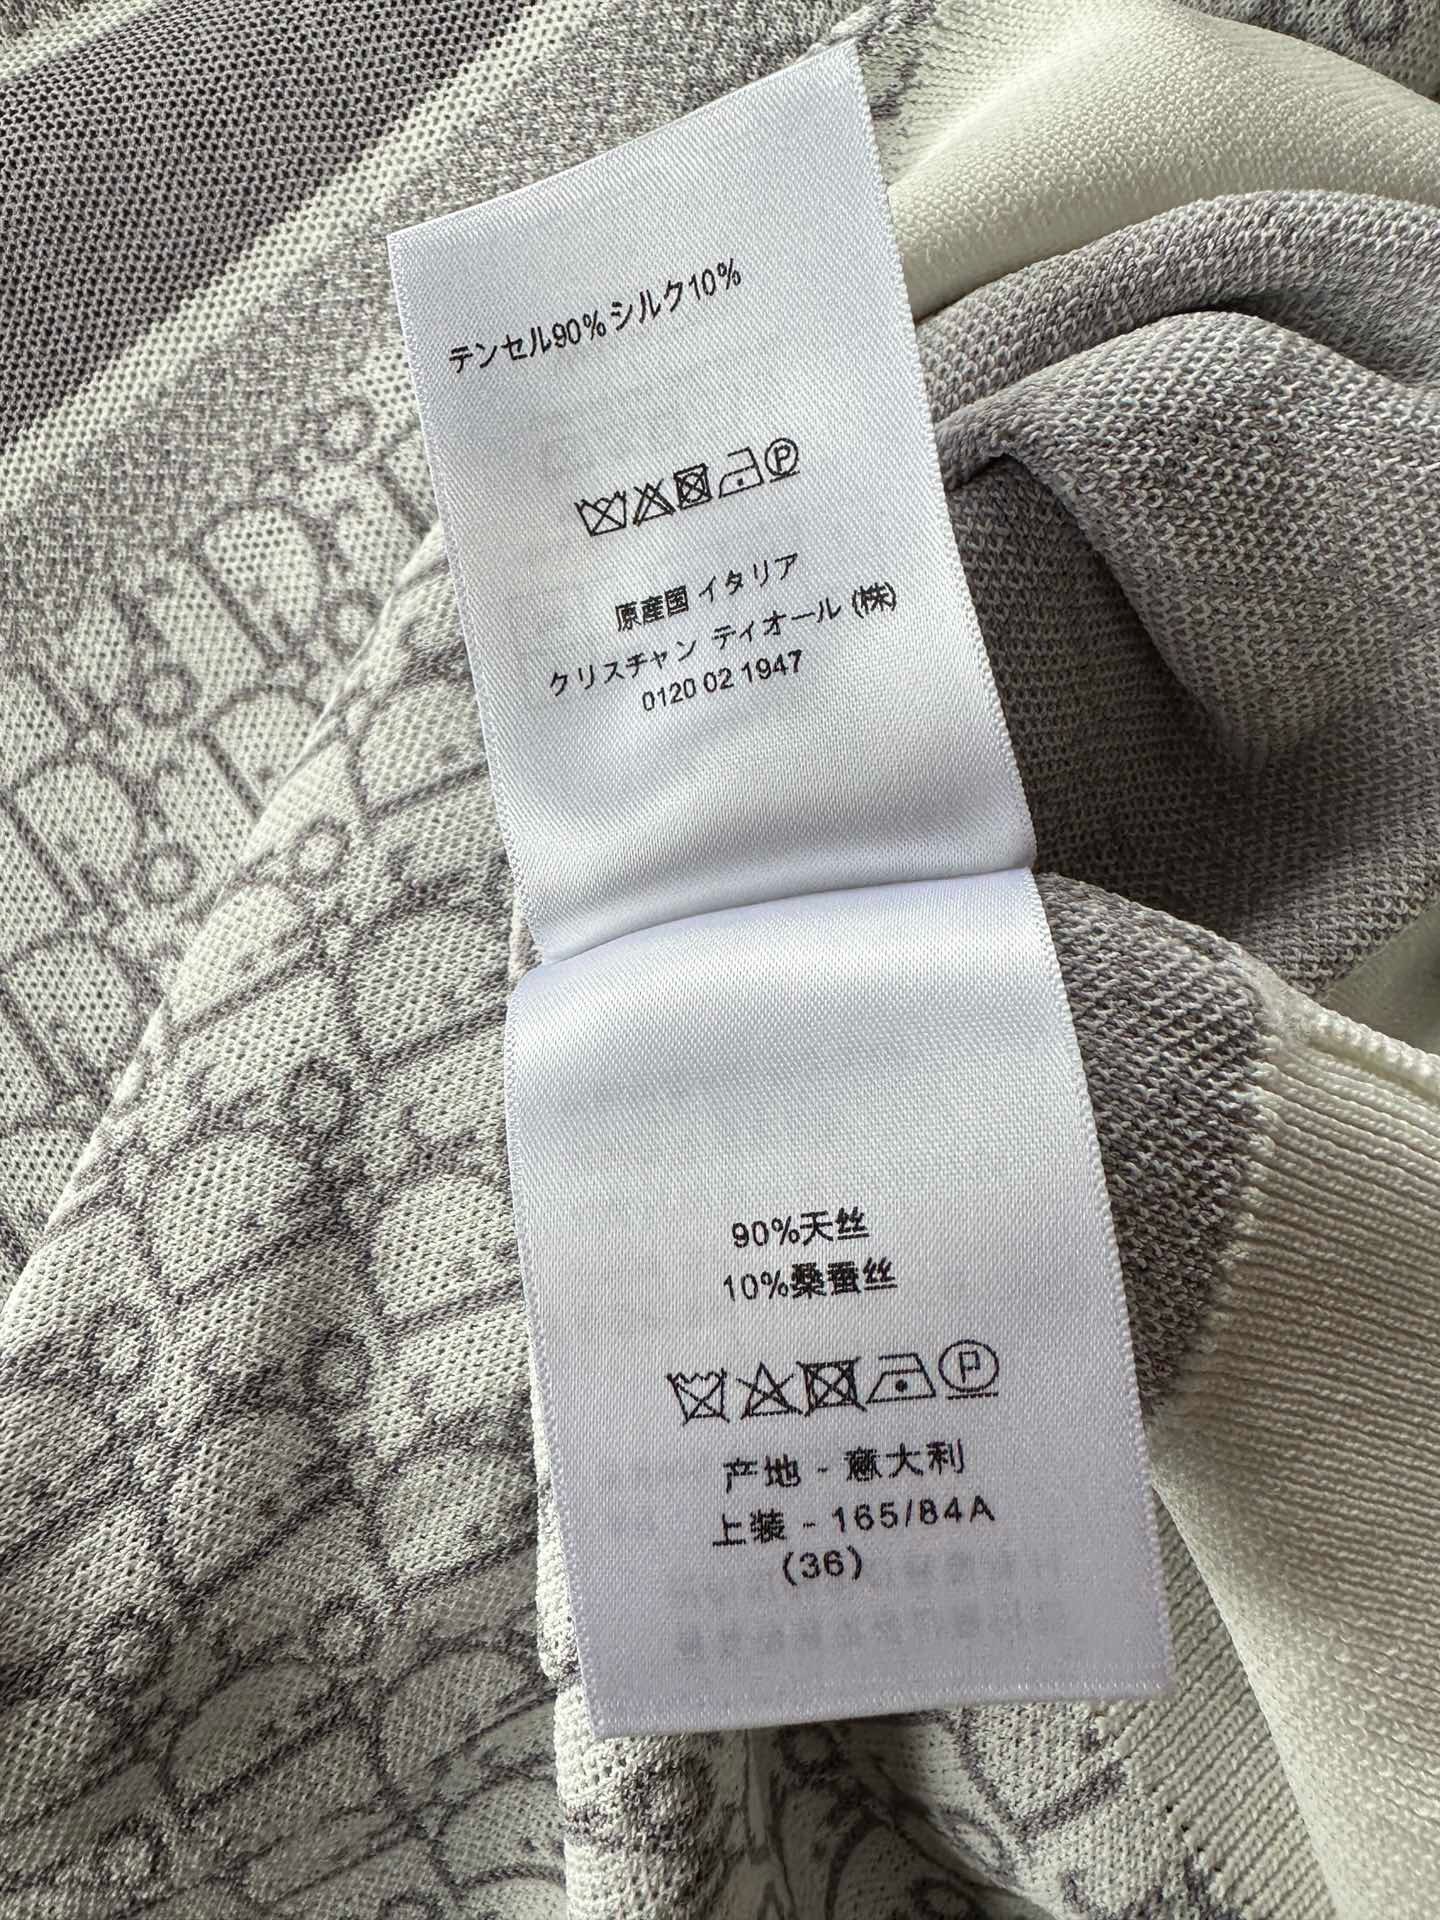 テンセル90% シルク10%
P
原産国 イタリア
クリスチャン ディオール (株)
0120 02 1947
90%天丝
10%桑蚕丝
P
产地 - 意大利
上装 - 165/84A
(36)